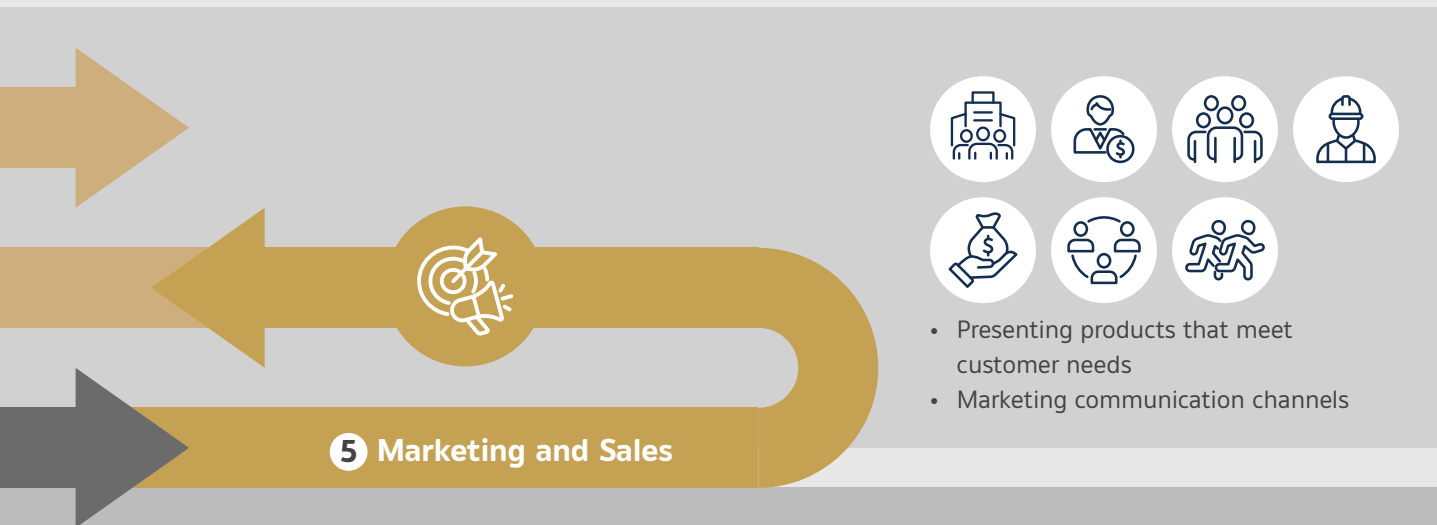 $
$
• Presenting products that meet
customer needs
• Marketing communication channels
5 Marketing and Sales